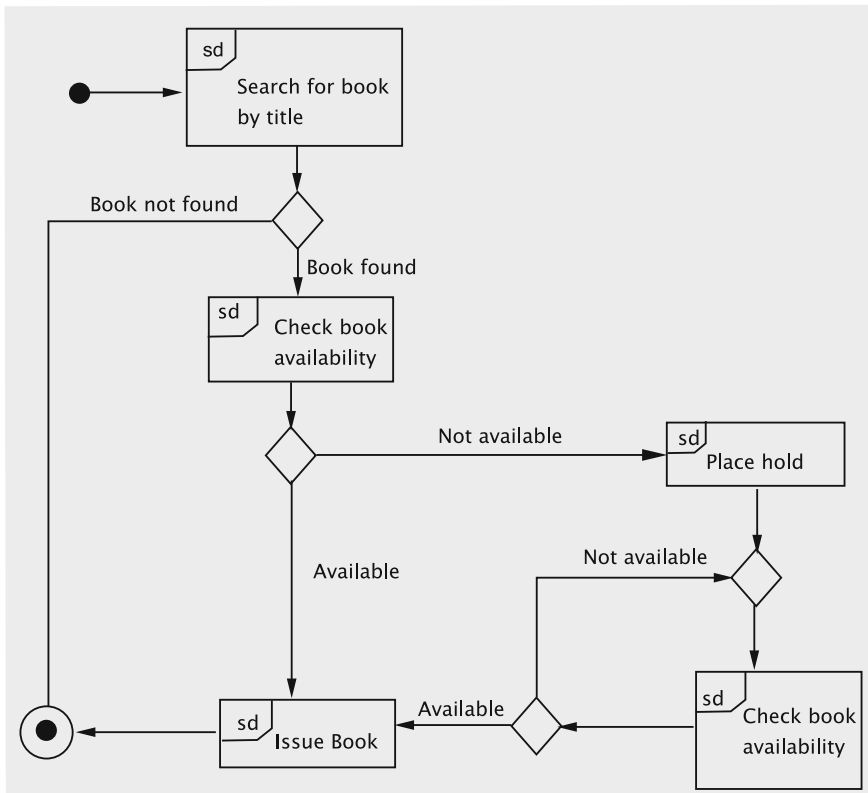 sd
Search for book
by title
Book not found
Book found
sd
Check book
availability
Not available
sd
Place hold
Available
Not available
sd
Issue Book
Available
sd
Check book
availability